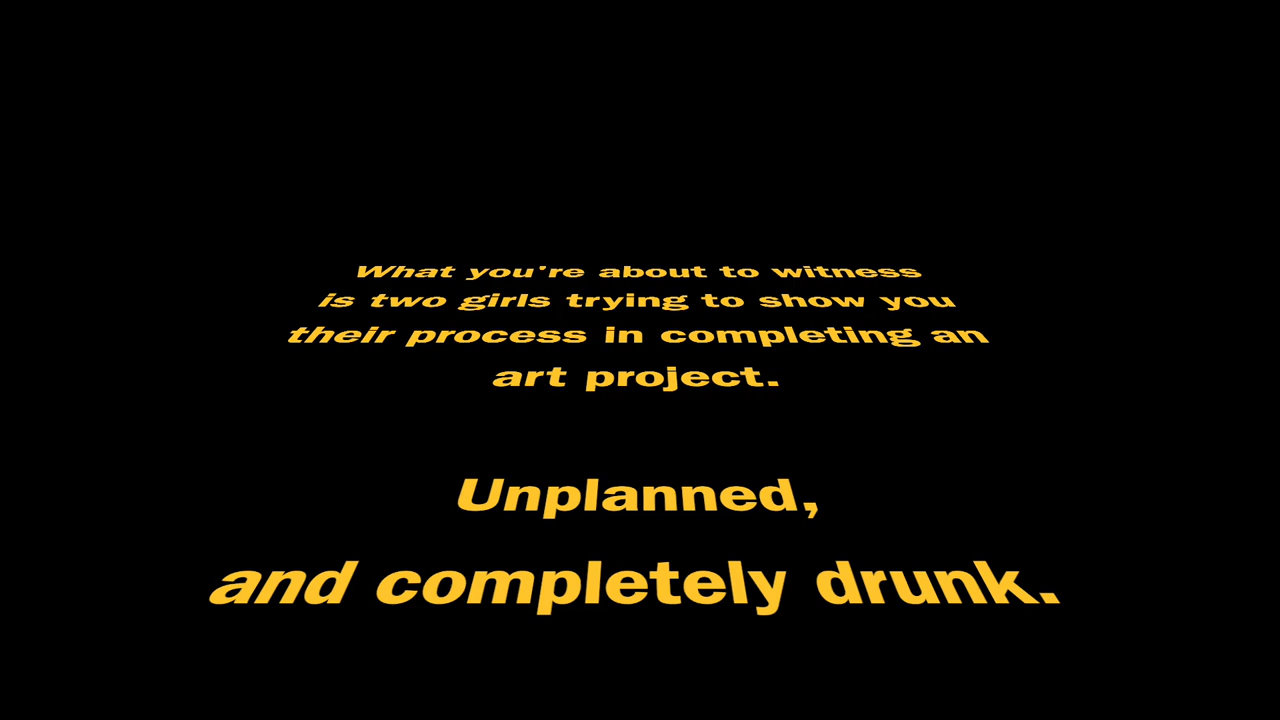 What you're about to witness
is two girls trying to show you
their process in completing an
art project.
Unplanned,
and completely drunk.